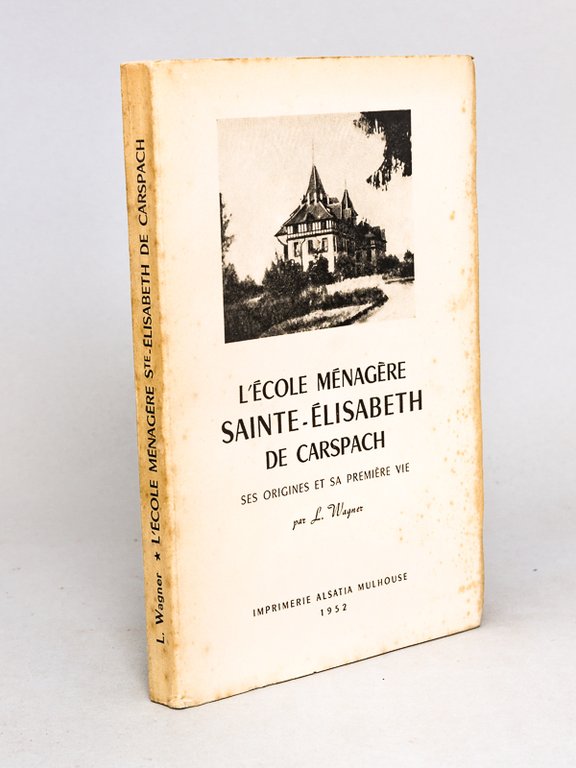 L. Wagner ★ L'ÉCOLE MÉNAGÈRE STE-ÉLISABETH DE CARSPACH
L'ÉCOLE MÉNAGÈRE
SAINTE-ÉLISABETH
DE CARSPACH
SES ORIGINES ET SA PREMIÈRE VIE
par L. Wagner
IMPRIMERIE ALSATIA MULHOUSE
1952